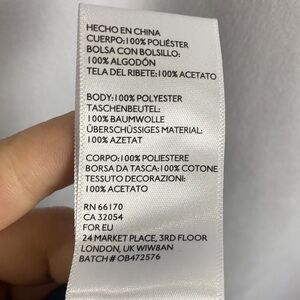 HECHO EN CHINA
CUERPO:100% POLIÉSTER
BOLSA CON BOLSILLO:
100% ALGODÓN
TELA DEL RIBETE:100% ACETATO
BODY:100% POLYESTER
TASCHENBEUTEL:
100% BAUMWOLLE
ÜBERSCHÜSSIGES MATERIAL:
100% AZETAT
CORPO:100% POLIESTERE
BORSA DA TASCA:100% COTONE
TESSUTO DECORAZIONI:
100% ACETATO
RN 66170
CA 32054
FOR EU
24 MARKET PLACE, 3RD FLOOR
LONDON, UK WIW8AN
BATCH# OB472576